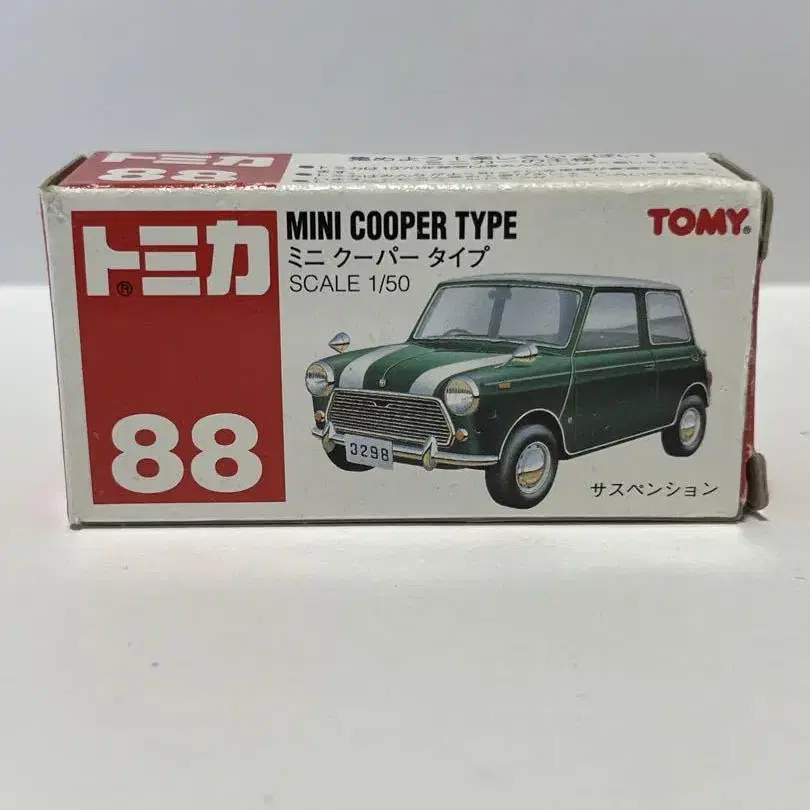 トミカ
88
トミカ®
88
MINI COOPER TYPE
ミニ クーパー タイプ
SCALE 1/50
TOMY®
3298
サスペンション